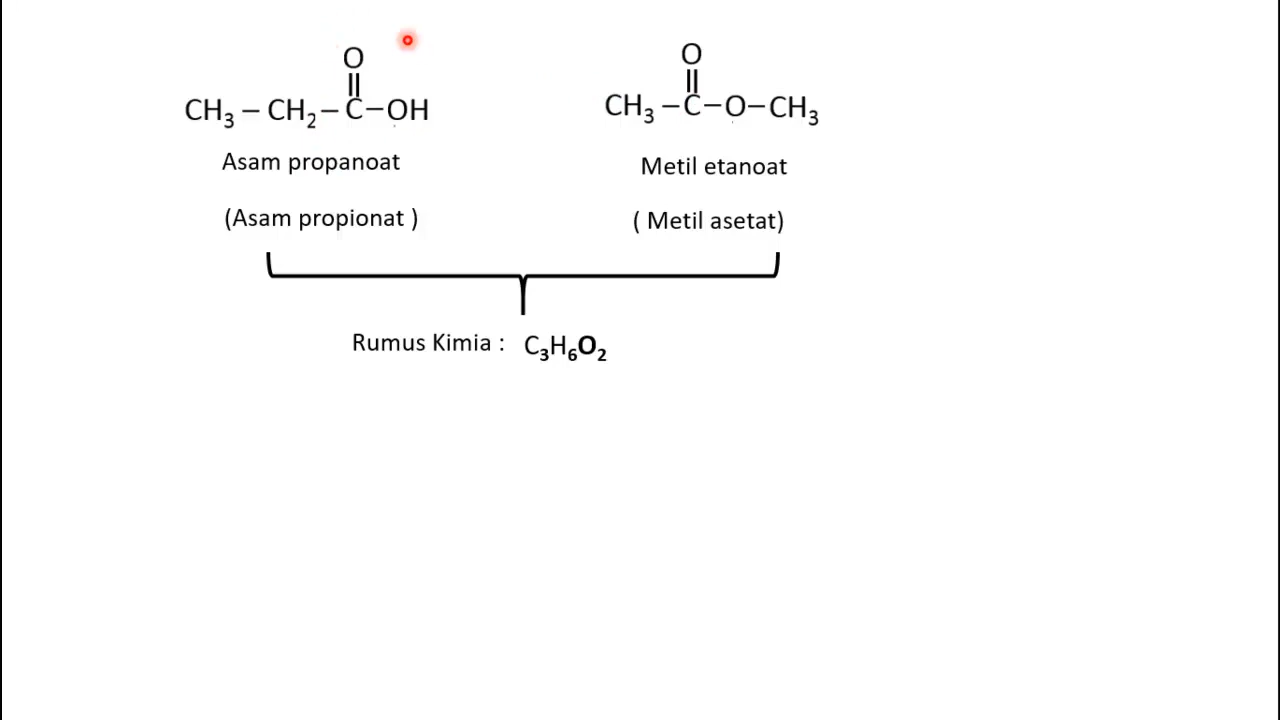 O
CH₃ – CH₂ – C – OH
Asam propanoat
(Asam propionat )
O
CH₃ – C – O – CH₃
Metil etanoat
( Metil asetat)
Rumus Kimia : C₃H₆O₂